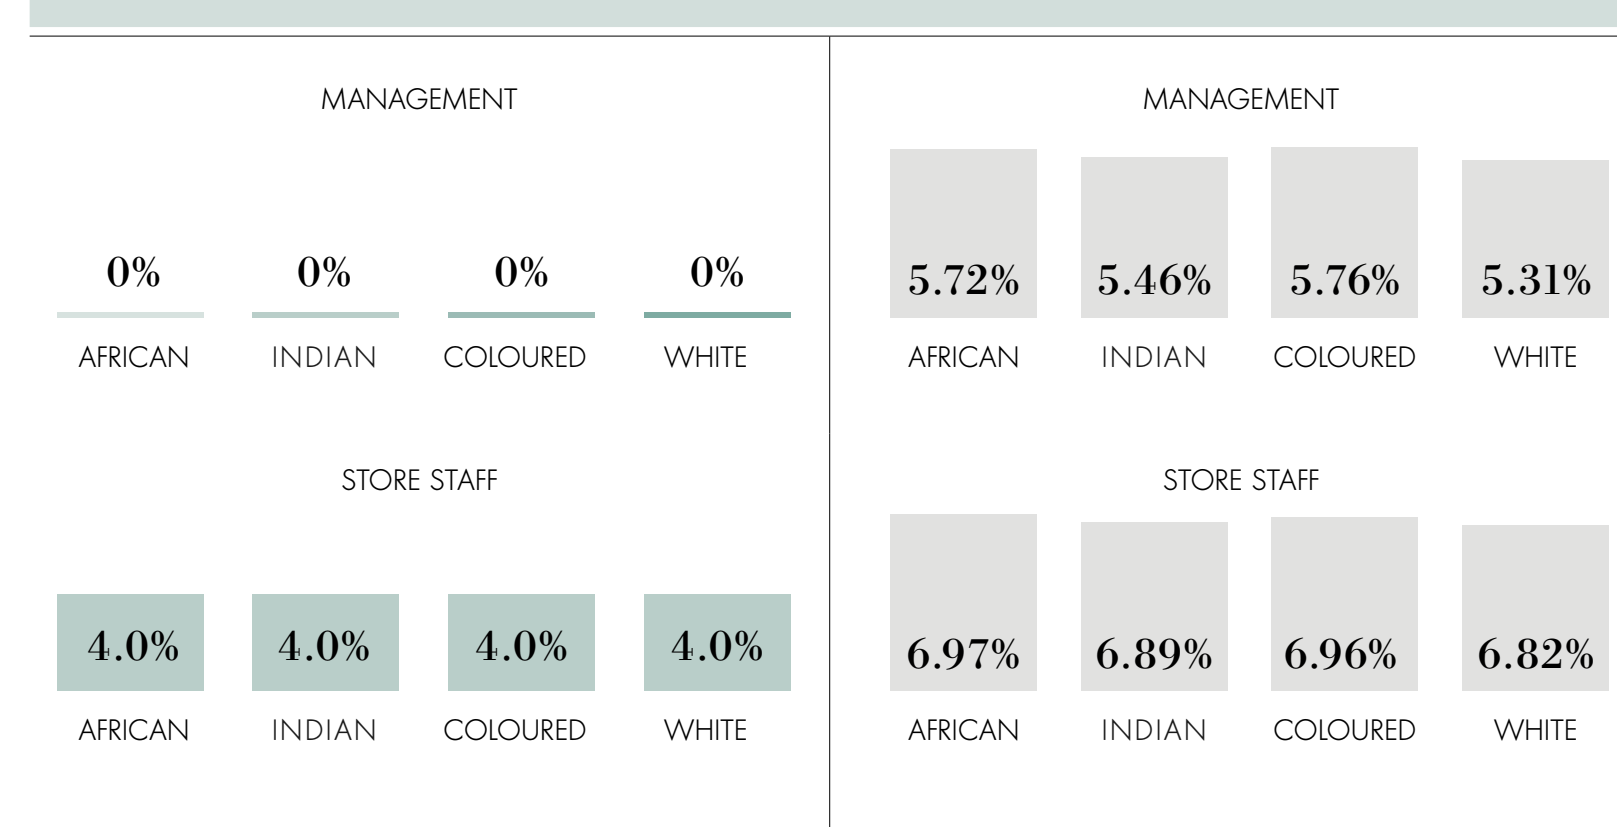 MANAGEMENT
0% 0% 0% 0%
AFRICAN INDIAN COLOURED WHITE
STORE STAFF
4.0% 4.0% 4.0% 4.0%
AFRICAN INDIAN COLOURED WHITE
MANAGEMENT
5.72% 5.46% 5.76% 5.31%
AFRICAN INDIAN COLOURED WHITE
STORE STAFF
6.97% 6.89% 6.96% 6.82%
AFRICAN INDIAN COLOURED WHITE